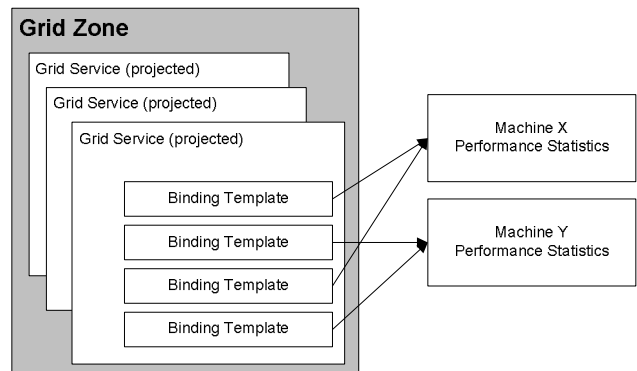 Grid Zone
Grid Service (projected)
Grid Service (projected)
Grid Service (projected)
Binding Template
Binding Template
Binding Template
Binding Template
Machine X
Performance Statistics
Machine Y
Performance Statistics